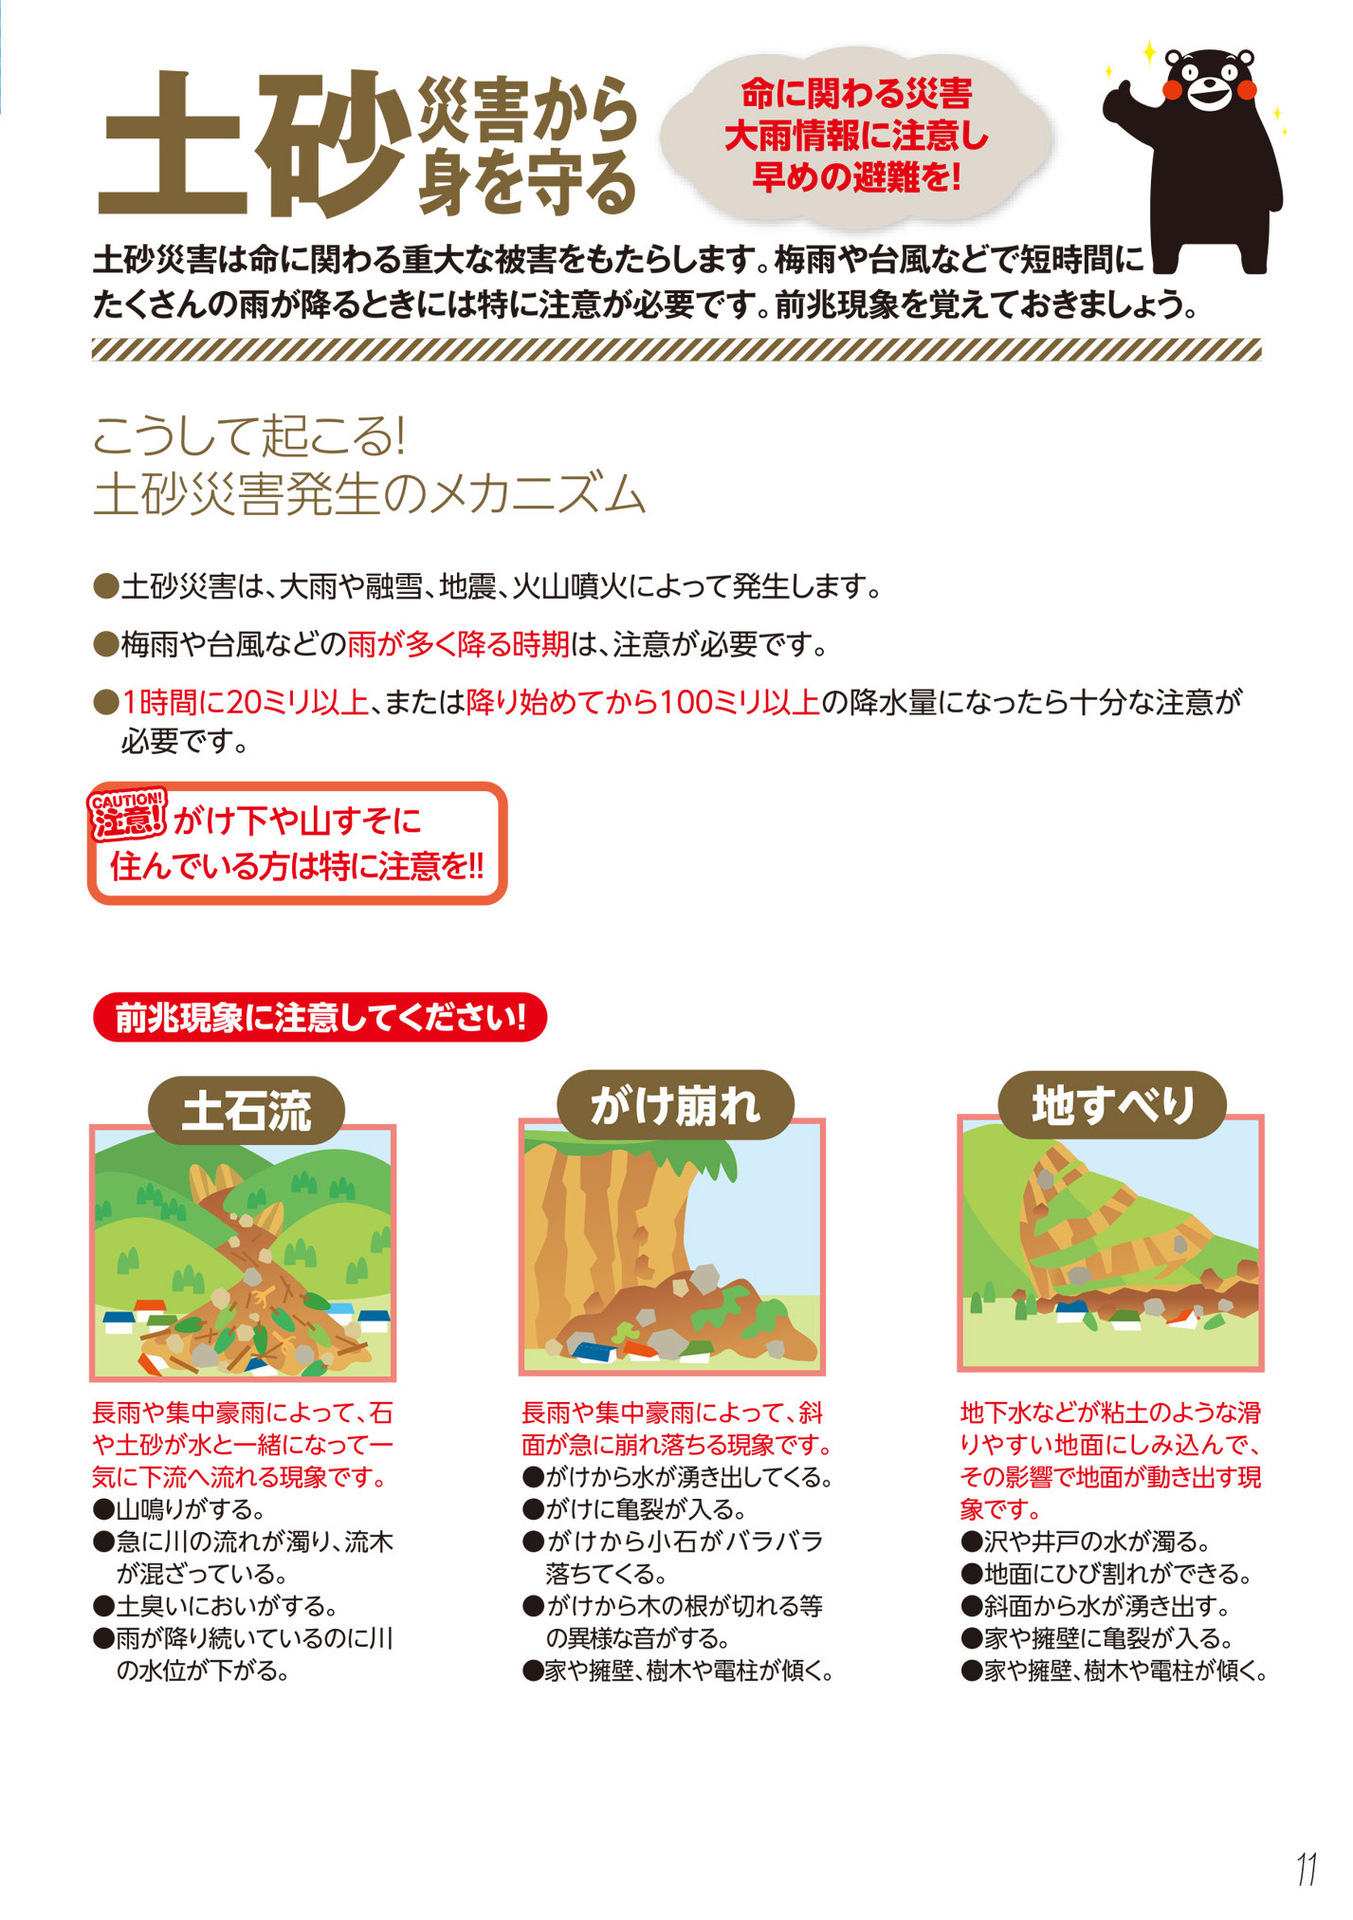 土砂災害から
身を守る
命に関わる災害
大雨情報に注意し
早めの避難を!
土砂災害は命に関わる重大な被害をもたらします。梅雨や台風などで短時間に
たくさんの雨が降るときには特に注意が必要です。前兆現象を覚えておきましょう。
こうして起こる!
土砂災害発生のメカニズム
●土砂災害は、大雨や融雪、地震、火山噴火によって発生します。
●梅雨や台風などの雨が多く降る時期は、注意が必要です。
●1時間に20ミリ以上、または降り始めてから100ミリ以上の降水量になったら十分な注意が
必要です。
CAUTION!
注意! がけ下や山すそに
住んでいる方は特に注意を!!
前兆現象に注意してください!
土石流
長雨や集中豪雨によって、石
や土砂が水と一緒になって一
気に下流へ流れる現象です。
●山鳴りがする。
●急に川の流れが濁り、流木
が混ざっている。
●土臭いにおいがする。
●雨が降り続いているのに川
の水位が下がる。
がけ崩れ
長雨や集中豪雨によって、斜
面が急に崩れ落ちる現象です。
●がけから水が湧き出してくる。
●がけに亀裂が入る。
●がけから小石がバラバラ
落ちてくる。
●がけから木の根が切れる等
の異様な音がする。
●家や擁壁、樹木や電柱が傾く。
地すべり
地下水などが粘土のような滑
りやすい地面にしみ込んで、
その影響で地面が動き出す現
象です。
●沢や井戸の水が濁る。
●地面にひび割れができる。
●斜面から水が湧き出す。
●家や擁壁に亀裂が入る。
●家や擁壁、樹木や電柱が傾く。
11